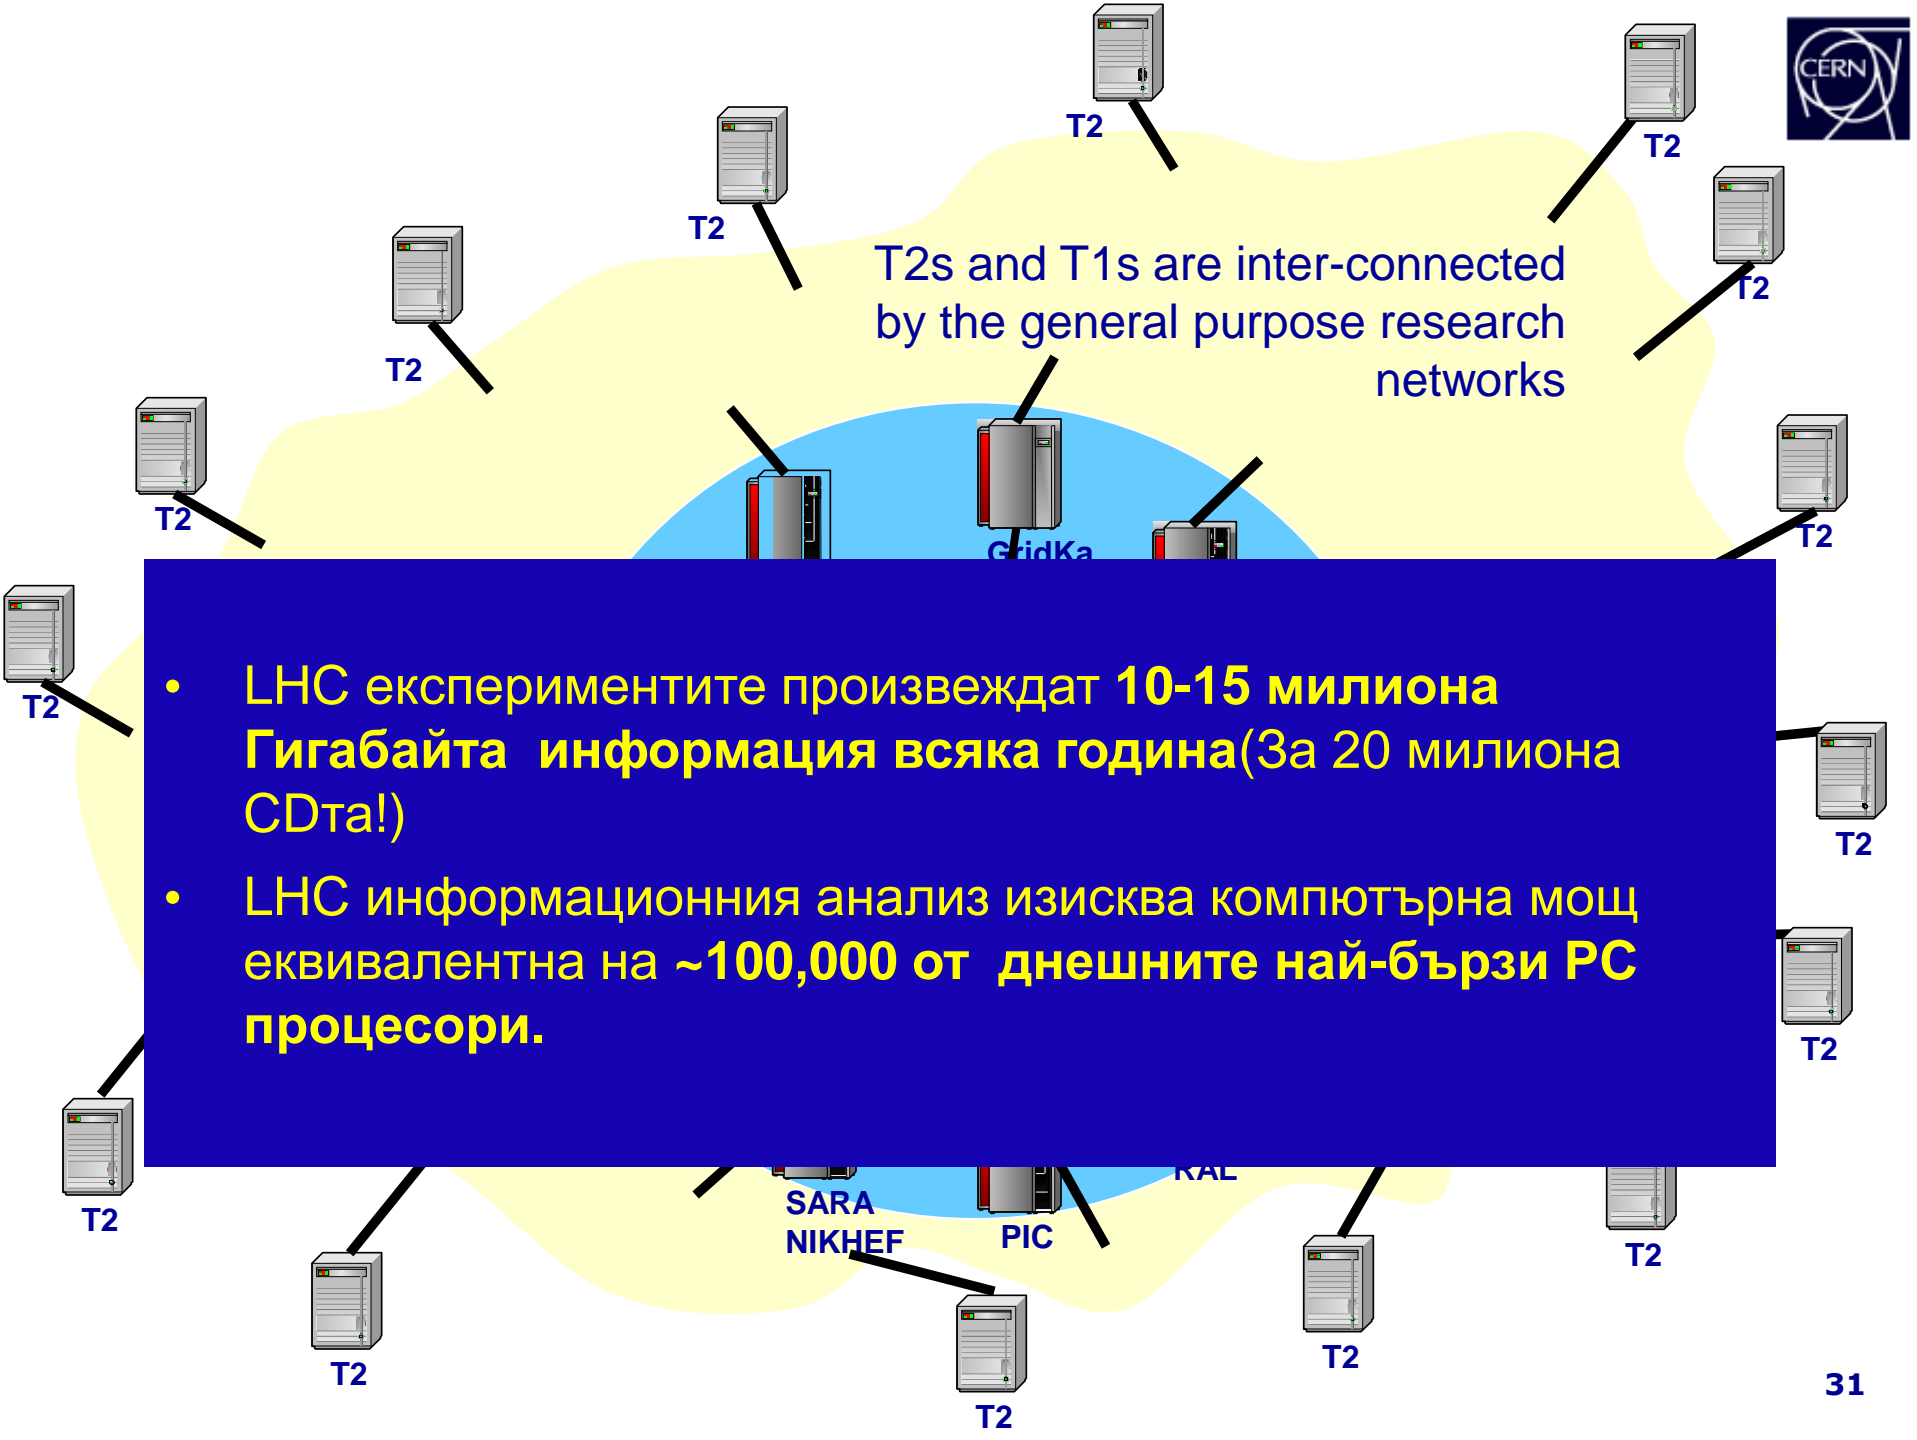 CERN
T2
T2
T2
T2
T2
T2
T2s and T1s are inter-connected
by the general purpose research
networks
T2
T2
T2
GridKa
T2
• LHC експериментите произвеждат 10-15 милиона
Гигабайта информация всяка година(За 20 милиона
CDта!)
• LHC информационния анализ изисква компютърна мощ
еквивалентна на ~100,000 от днешните най-бързи PC
процесори.
T2
T2
RAL
SARA
NIKHEF
PIC
T2
T2
T2
T2
T2
31